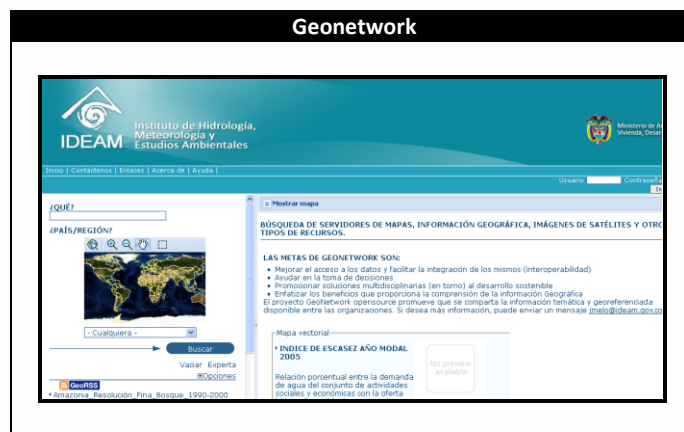 Geonetwork
IDEAM
Instituto de Hidrología,
Meteorología y
Estudios Ambientales
Ministerio de A
Vivienda, Desar
Inicio | Contáctenos | Enlaces | Acerca de | Ayuda |
Usuario Contraseña
¿QUÉ?
¿PAÍS/REGIÓN?
- Cualquiera -
Buscar
Vaciar Experta
Opciones
GeoRSS
Amazonia_Resolución_Fina_Bosque_1990-2000
Mostrar mapa
BÚSQUEDA DE SERVIDORES DE MAPAS, INFORMACIÓN GEOGRÁFICA, IMÁGENES DE SATÉLITES Y OTRO
TIPOS DE RECURSOS.
LAS METAS DE GEONETWORK SON:
• Mejorar el acceso a los datos y facilitar la integración de los mismos (interoperabilidad)
• Ayudar en la toma de decisiones
• Promocionar soluciones multidisciplinarias (en torno) al desarrollo sostenible
• Enfatizar los beneficios que proporciona la comprensión de la información Geográfica
El proyecto GeoNetwork opensource promueve que se comparta la información temática y georeferenciada
disponible entre las organizaciones. Si desea más información, puede enviar un mensaje jmelo@ideam.gov.co
Mapa vectorial
• INDICE DE ESCASEZ AÑO MODAL
2005
No preview
available
Relación porcentual entre la demanda
de agua del conjunto de actividades
sociales y económicas con la oferta